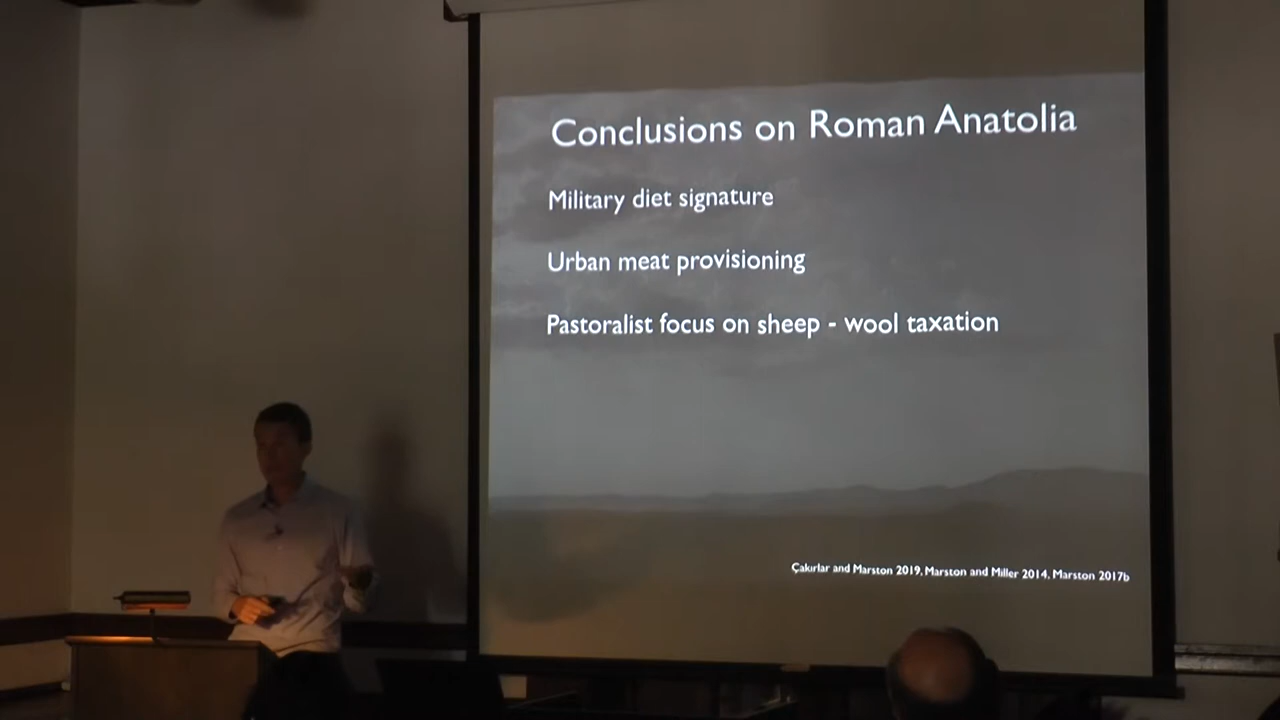 Conclusions on Roman Anatolia
Military diet signature
Urban meat provisioning
Pastoralist focus on sheep - wool taxation
Çakırlar and Marston 2019, Marston and Miller 2014, Marston 2017b